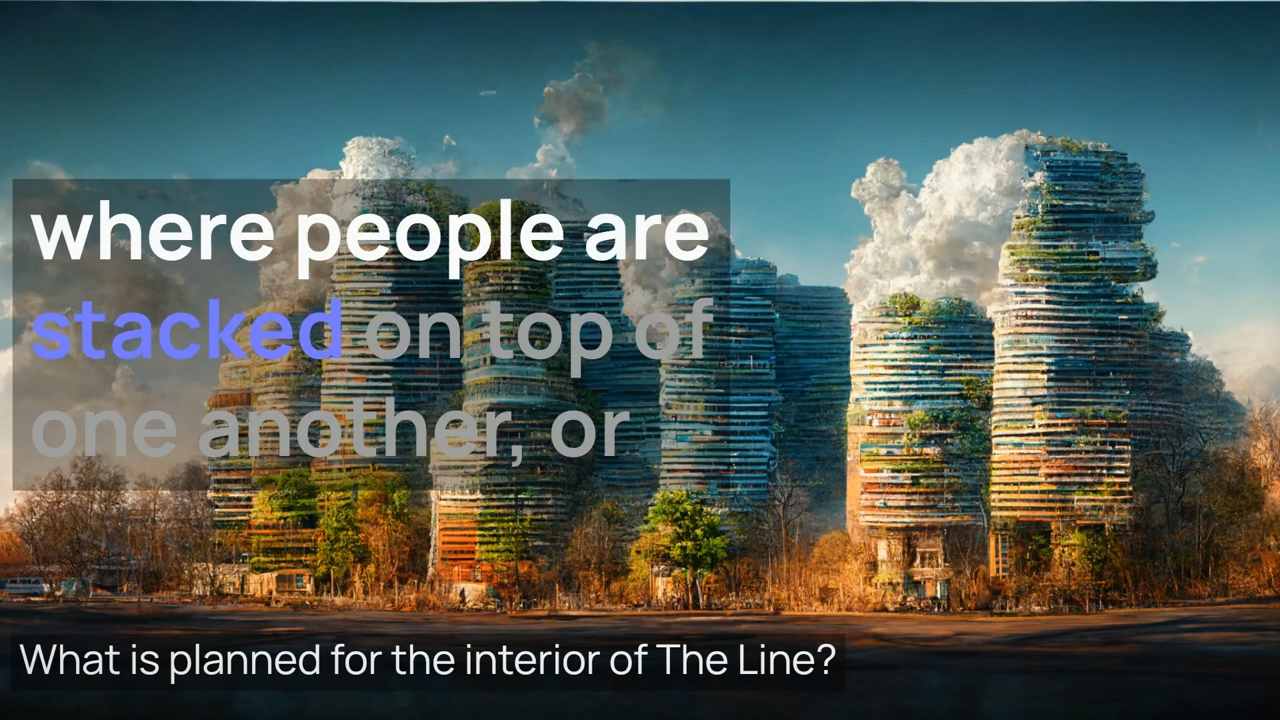 where people are
stacked on top of
one another, or
What is planned for the interior of The Line?